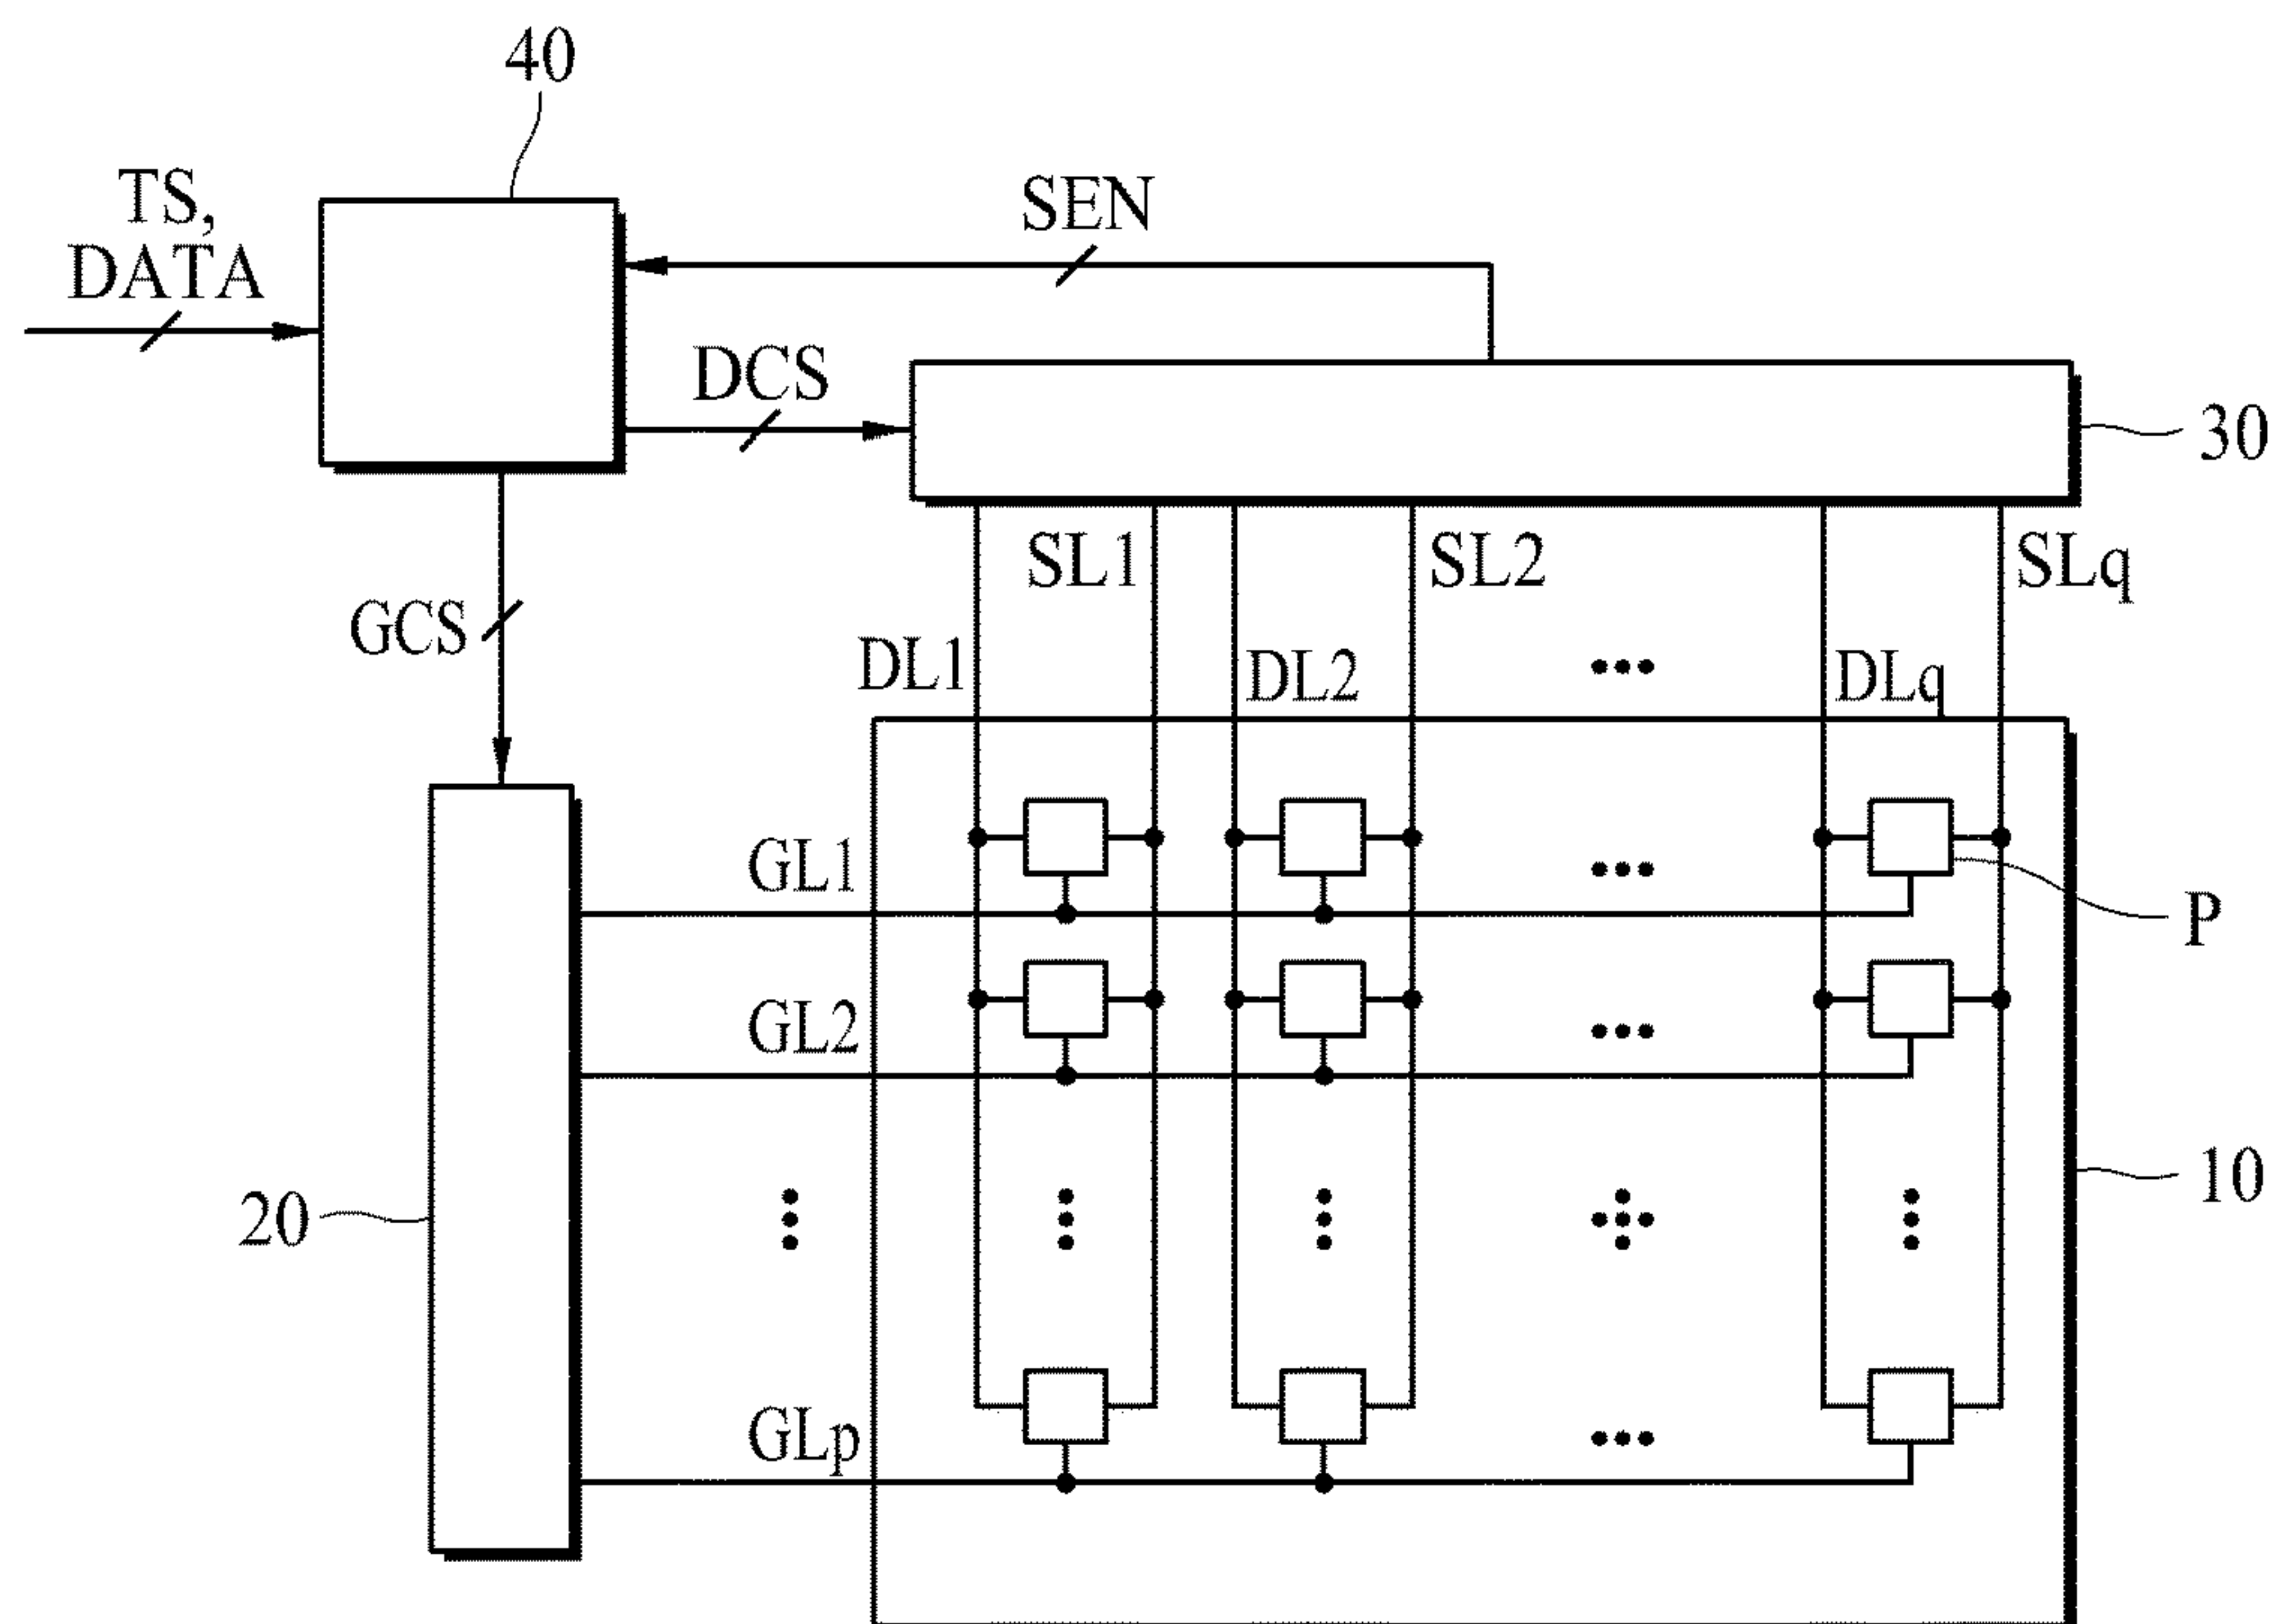 40
TS,
DATA
SEN
DCS
30
SL1
SL2
SLq
GCS
DL1
DL2
DLq
GL1
P
GL2
10
20
GLp